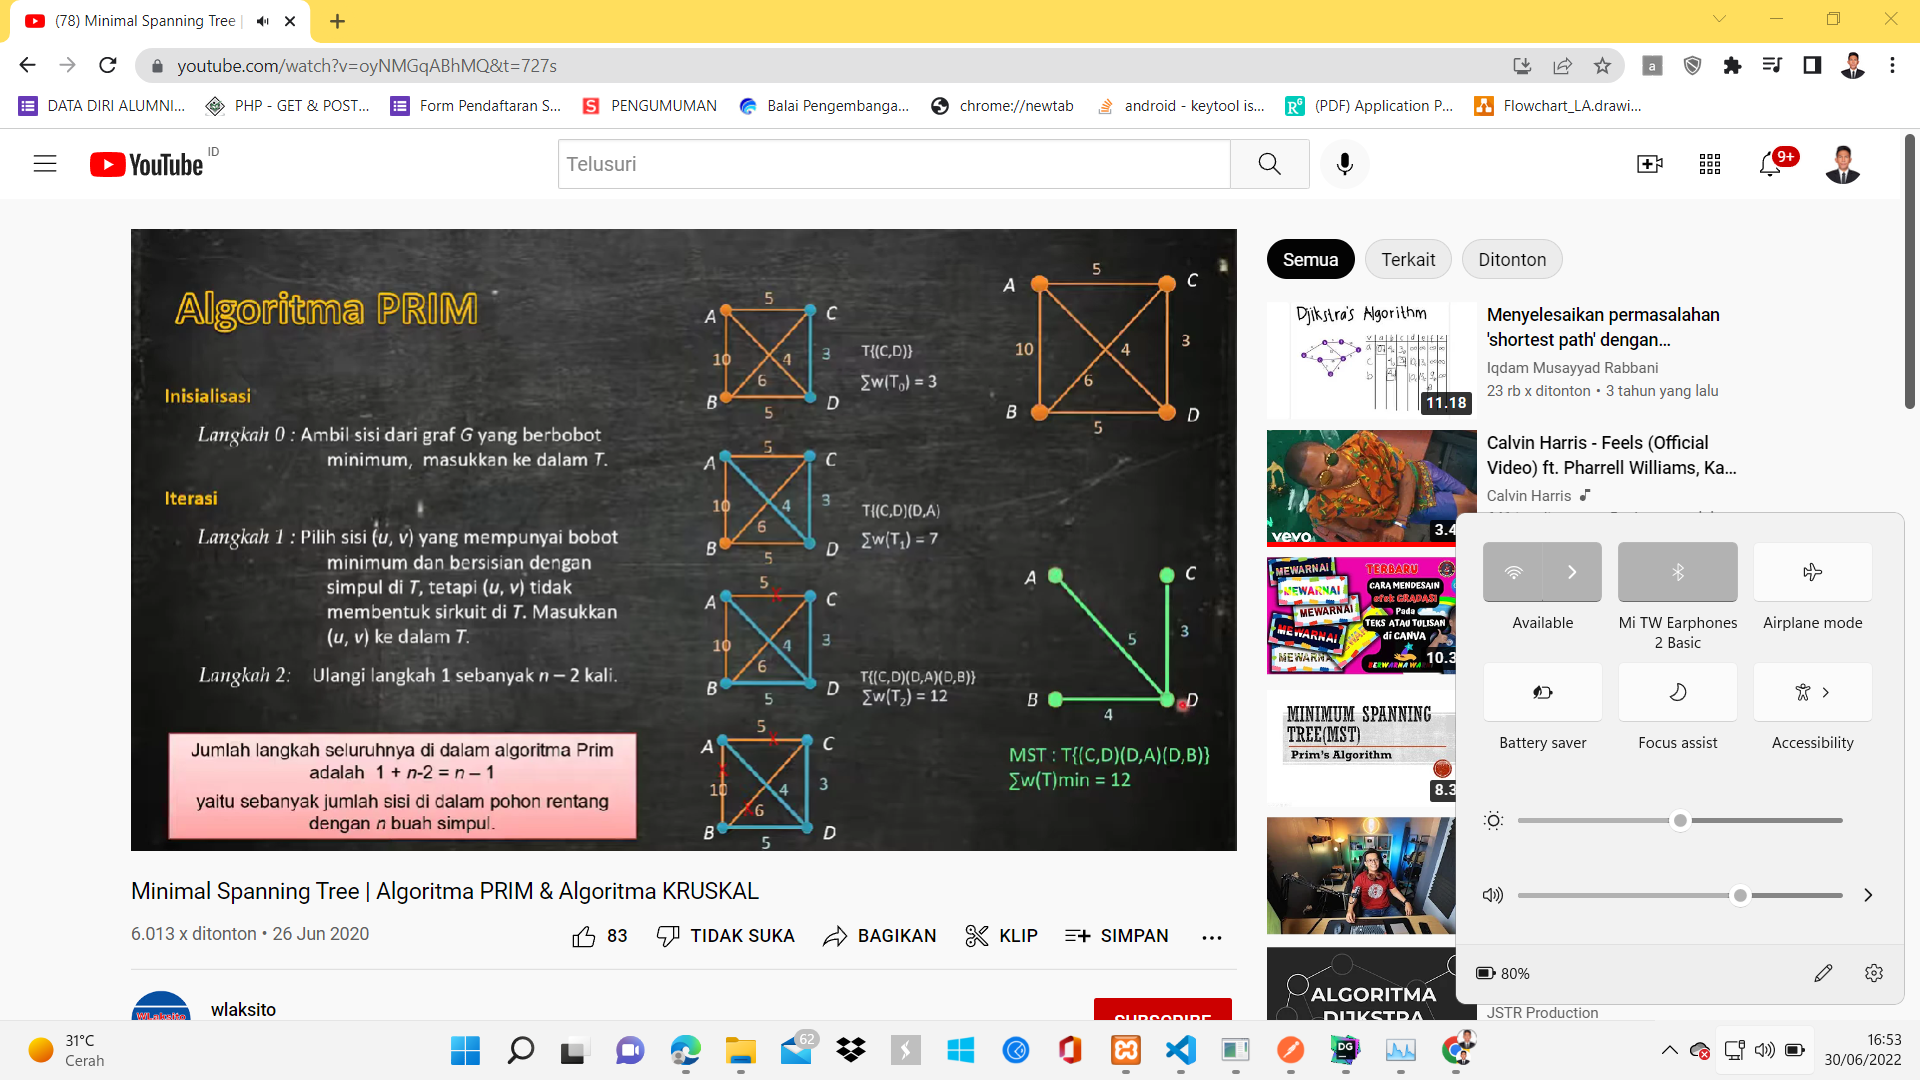 (78) Minimal Spanning Tree |
youtube.com/watch?v=oyNMGqABhMQ&t=727s
DATA DIRI ALUMNI...
PHP - GET & POST...
Form Pendaftaran S...
PENGUMUMAN
Balai Pengembanga...
chrome://newtab
android - keytool is...
(PDF) Application P...
Flowchart_LA.drawi...
YouTube ID
Telusuri
9+
Algoritma PRIM
Inisialisasi
Langkah 0 : Ambil sisi dari graf G yang berbobot
minimum, masukkan ke dalam T.
Iterasi
Langkah 1 : Pilih sisi (u, v) yang mempunyai bobot
minimum dan bersisian dengan
simpul di T, tetapi (u, v) tidak
membentuk sirkuit di T. Masukkan
(u, v) ke dalam T.
Langkah 2: Ulangi langkah 1 sebanyak n – 2 kali.
Jumlah langkah seluruhnya di dalam algoritma Prim
adalah 1 + n-2 = n – 1
yaitu sebanyak jumlah sisi di dalam pohon rentang
dengan n buah simpul.
5
A C
10 4 3
6
B D
5
T{(C,D)}
∑w(T0) = 3
5
A C
10 4 3
6
B D
5
T{(C,D)(D,A)
∑w(T1) = 7
5
A C
10 4 3
6
B D
5
T{(C,D)(D,A)(D,B)}
∑w(T2) = 12
5
A C
10 4 3
6
B D
5
5
A C
10 4 3
6
B D
5
A C
5 3
B D
4
MST : T{(C,D)(D,A)(D,B)}
∑w(T)min = 12
Minimal Spanning Tree | Algoritma PRIM & Algoritma KRUSKAL
6.013 x ditonton • 26 Jun 2020
83
TIDAK SUKA
BAGIKAN
KLIP
SIMPAN
wlaksito
SUBSCRIBE
Semua
Terkait
Ditonton
Djikstra's Algorithm
11.18
Menyelesaikan permasalahan
'shortest path' dengan...
Iqdam Musayyad Rabbani
23 rb x ditonton • 3 tahun yang lalu
vevo
3.4
Calvin Harris - Feels (Official
Video) ft. Pharrell Williams, Ka...
Calvin Harris
MEWARNAI
MEWARNAI
MEWARNAI
MEWARNAI
TERBARU
CARA MENDESAIN
efek GRADASI
Pada
TEKS ATAU TULISAN
di CANVA
10.3
MINIMUM SPANNING
TREE(MST)
Prim's Algorithm
8.3
ALGORITMA
DIJKSTRA
JSTR Production
Available
Mi TW Earphones
2 Basic
Airplane mode
Battery saver
Focus assist
Accessibility
80%
31°C
Cerah
62
DG
16:53
30/06/2022